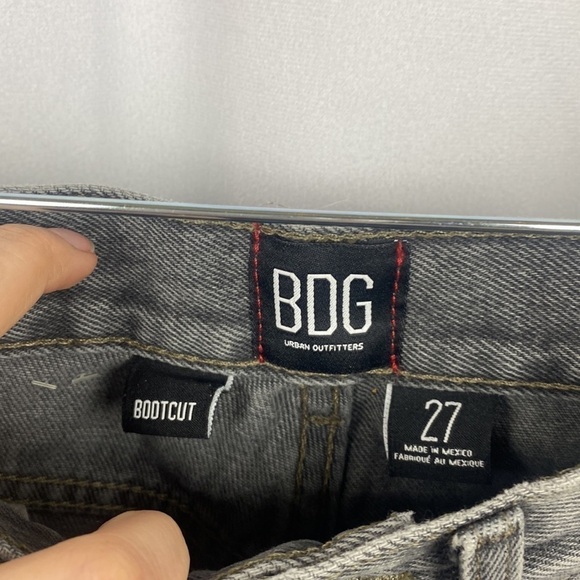 BDG
URBAN OUTFITTERS
BOOTCUT
27
MADE IN MEXICO
FABRIQUÉ AU MEXIQUE